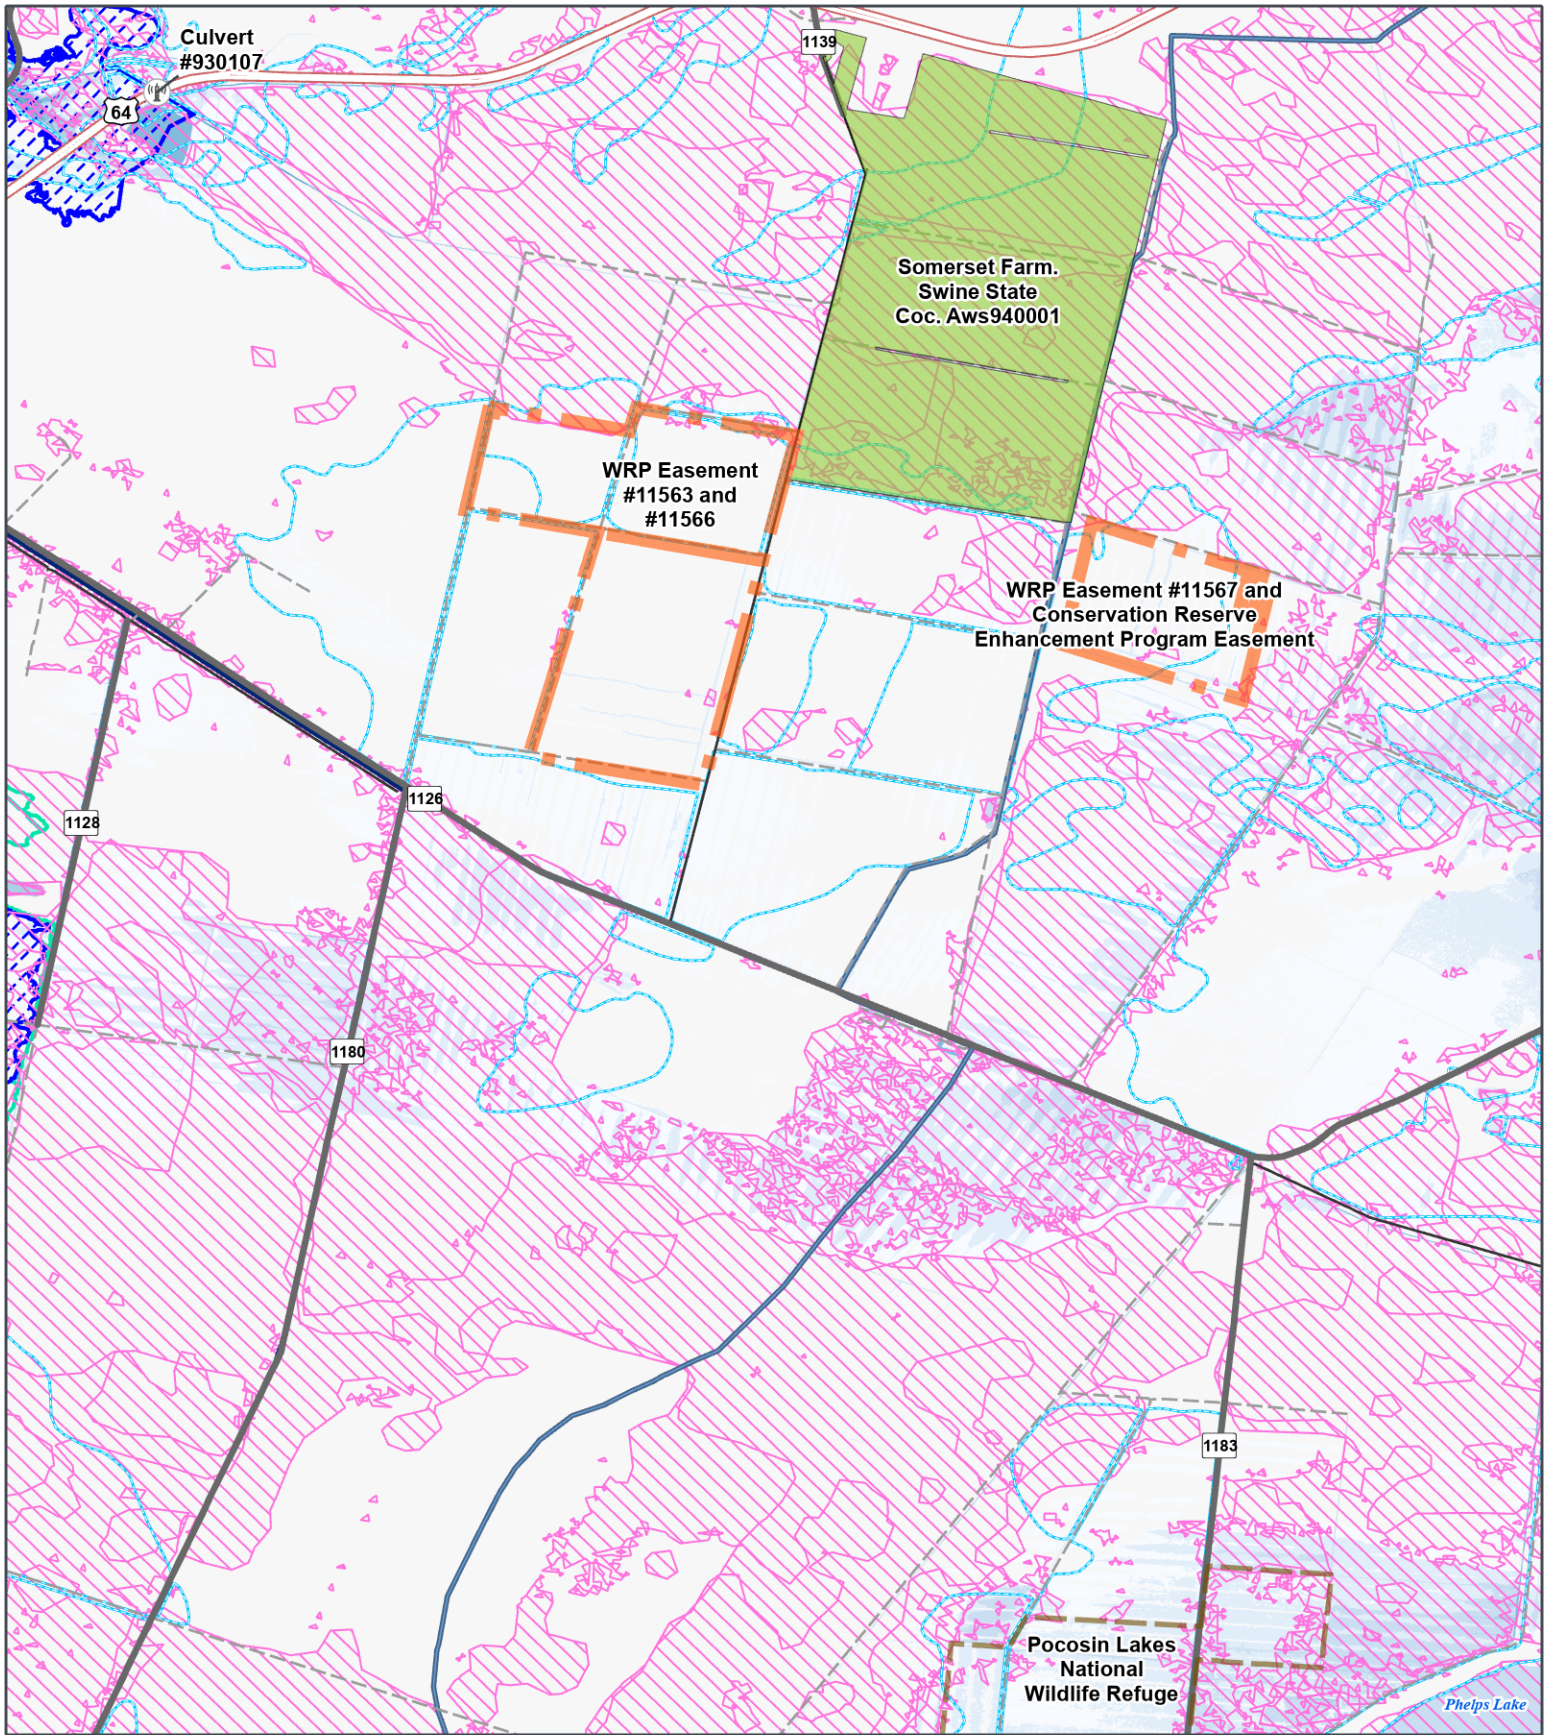 Culvert
#930107
1139
64
Somerset Farm.
Swine State
Coc. Aws940001
WRP Easement
#11563 and
#11566
WRP Easement #11567 and
Conservation Reserve
Enhancement Program Easement
1126
1128
1180
1183
Pocosin Lakes
National
Wildlife Refuge
Phelps Lake